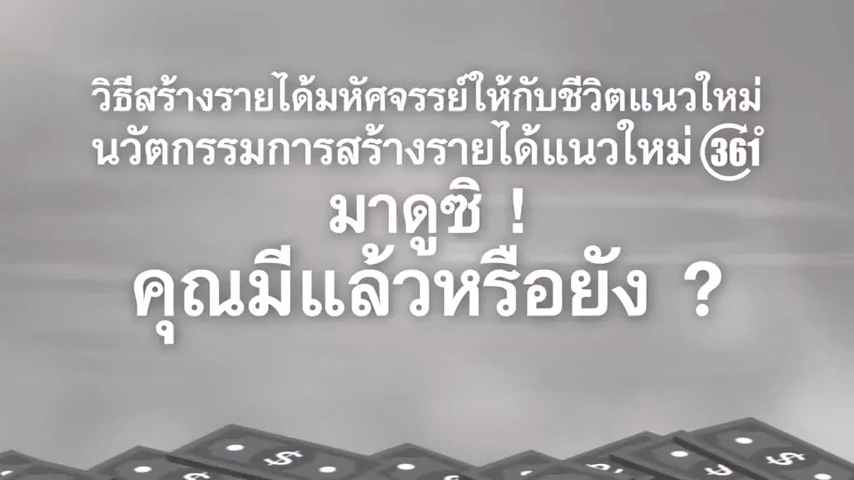 วิธีสร้างรายได้มหัศจรรย์ให้กับชีวิตแนวใหม่
นวัตกรรมการสร้างรายได้แนวใหม่ 361ํ
มาดูซิ !
คุณมีแล้วหรือยัง ?